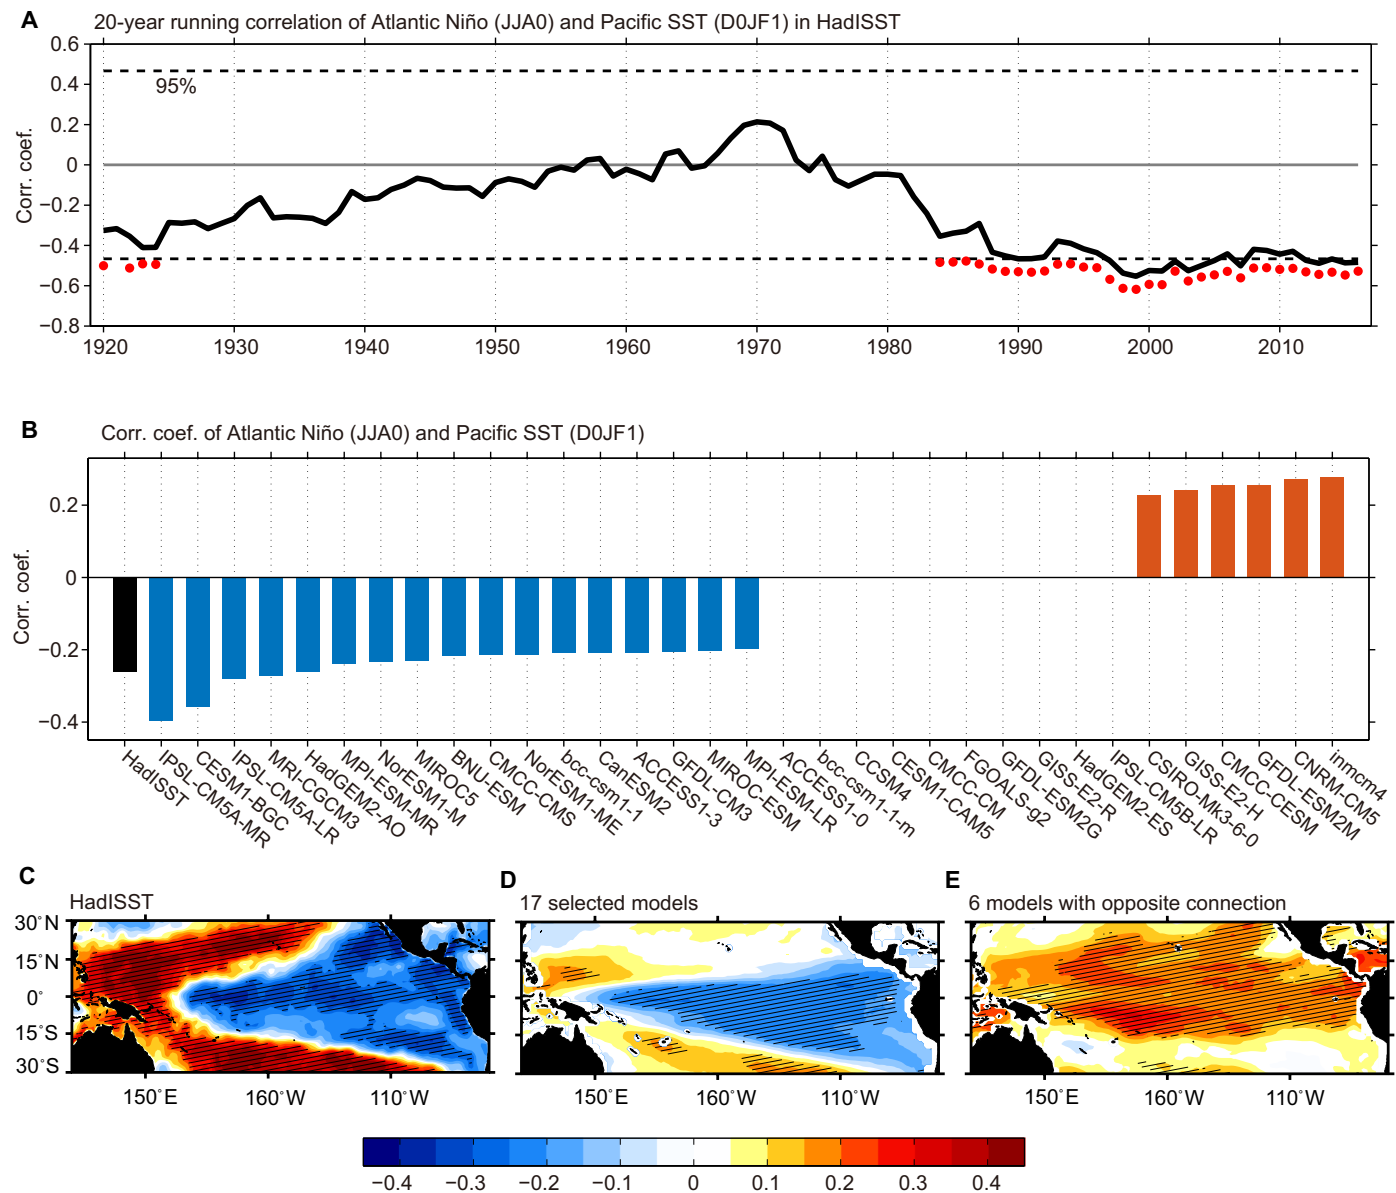 A
20-year running correlation of Atlantic Niño (JJA0) and Pacific SST (D0JF1) in HadISST
Corr. coef.
0.6
0.4
0.2
0
−0.2
−0.4
−0.6
−0.8
95%
1920 1930 1940 1950 1960 1970 1980 1990 2000 2010
B
Corr. coef. of Atlantic Niño (JJA0) and Pacific SST (D0JF1)
Corr. coef.
0.2
0
−0.2
−0.4
HadISST
IPSL-CM5A-MR
CESM1-BGC
IPSL-CM5A-LR
MRI-CGCM3
HadGEM2-AO
MPI-ESM-MR
NorESM1-M
MIROC5
BNU-ESM
CMCC-CMS
NorESM1-ME
bcc-csm1-1
CanESM2
ACCESS1-3
GFDL-CM3
MIROC-ESM
MPI-ESM-LR
ACCESS1-0
bcc-csm1-1-m
CCSM4
CESM1-CAM5
CMCC-CM
FGOALS-g2
GFDL-ESM2G
GISS-E2-R
HadGEM2-ES
IPSL-CM5B-LR
CSIRO-Mk3-6-0
GISS-E2-H
CMCC-CESM
GFDL-ESM2M
CNRM-CM5
inmcm4
C
HadISST
30°N
15°N
0°
15°S
30°S
150°E 160°W 110°W
D
17 selected models
150°E 160°W 110°W
E
6 models with opposite connection
150°E 160°W 110°W
−0.4 −0.3 −0.2 −0.1 0 0.1 0.2 0.3 0.4